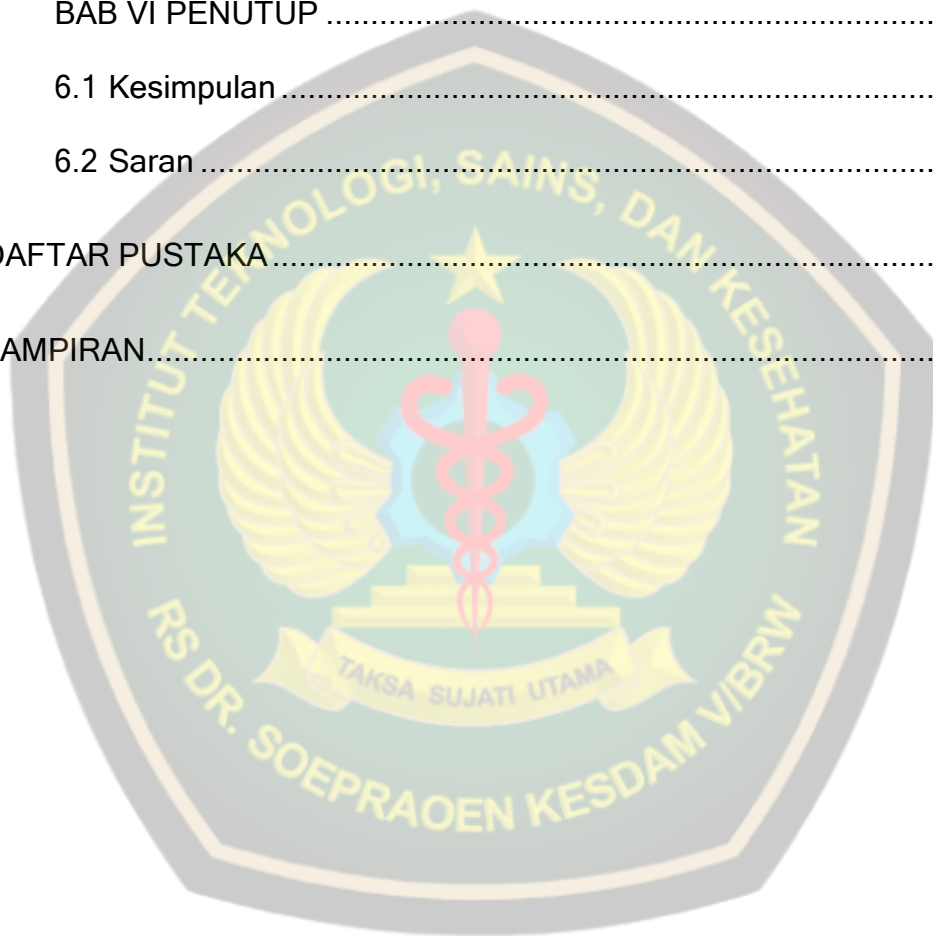 BAB VI PENUTUP ....................................................................
6.1 Kesimpulan .........................................................................
6.2 Saran ..................................................................................
DAFTAR PUSTAKA ..........................................................................
AMPIRAN........................................................................................
INSTITUT TEKNOLOGI, SAINS, DAN KESEHATAN
TAKSA SUJATI UTAMA
RS DR. SOEPRAOEN KESDAM V/BRW